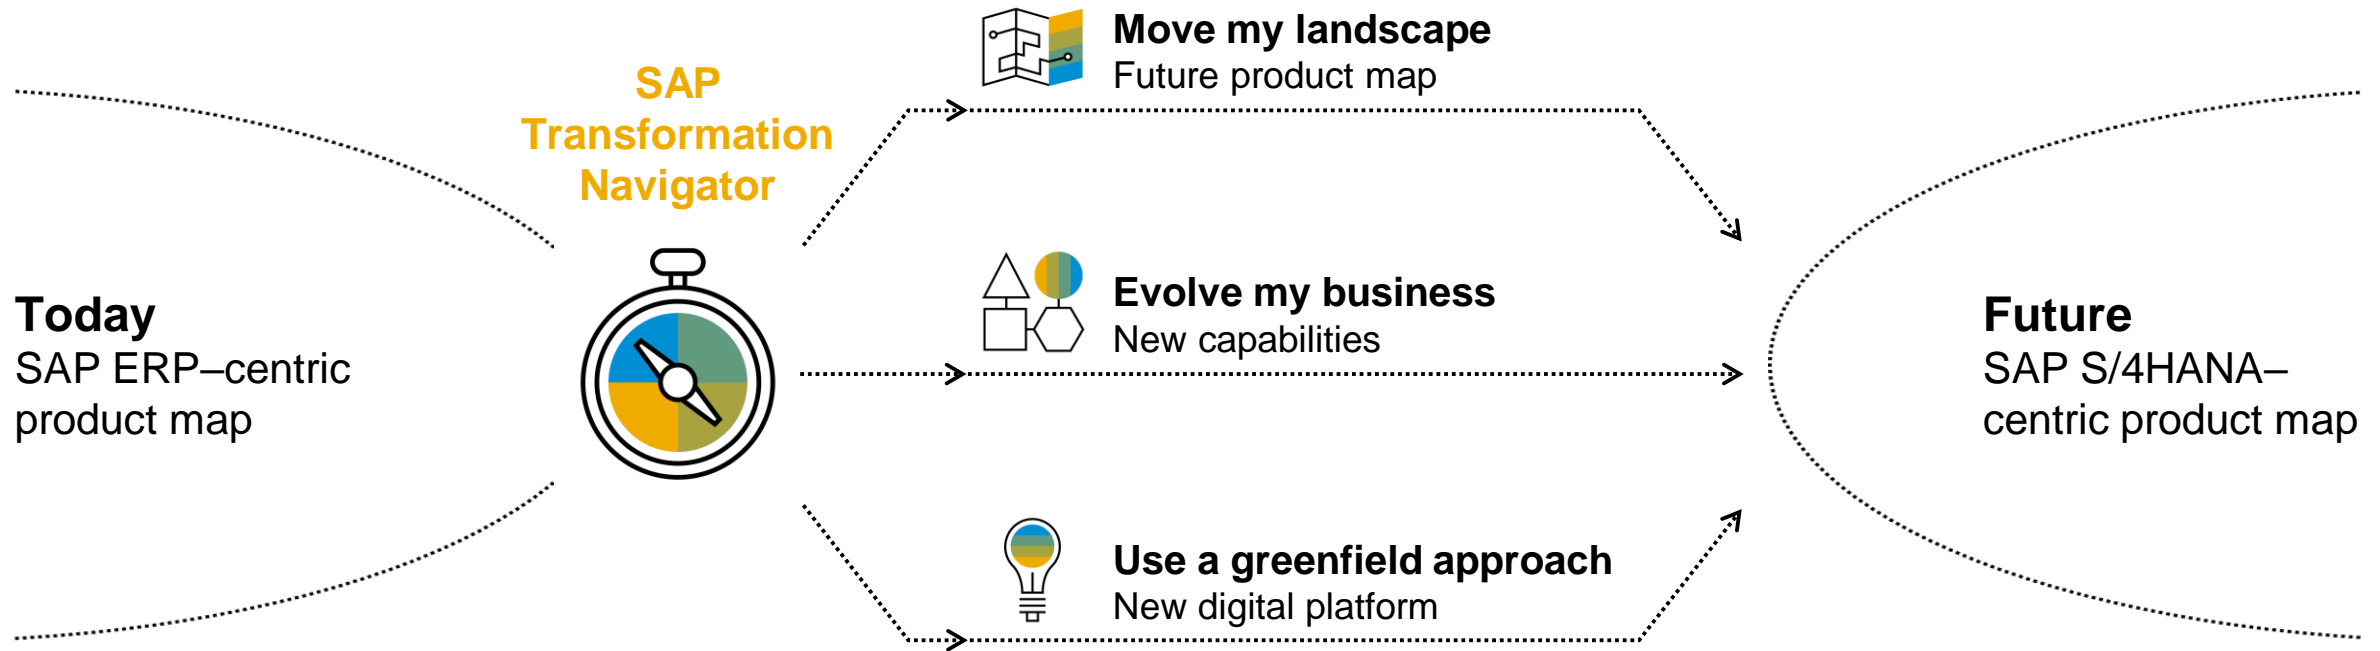 Today
SAP ERP–centric
product map
SAP
Transformation
Navigator
Move my landscape
Future product map
Evolve my business
New capabilities
Use a greenfield approach
New digital platform
Future
SAP S/4HANA–
centric product map